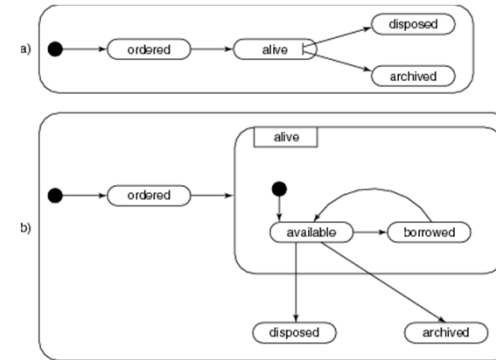 disposed
a)
ordered
alive
archived
alive
ordered
b)
available
borrowed
disposed
archived